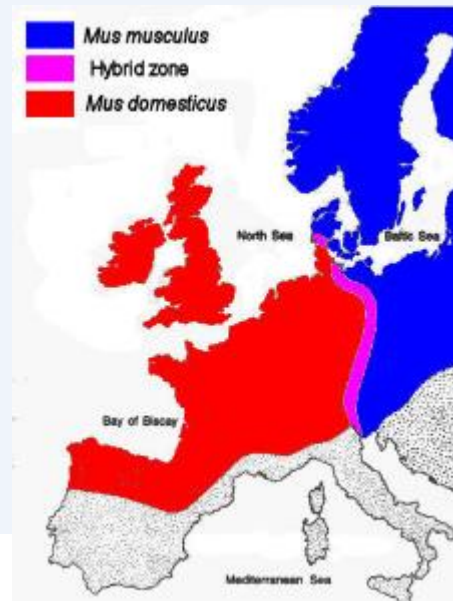 Mus musculus
Hybrid zone
Mus domesticus
North Sea
Baltic Sea
Bay of Biscay
Mediterranean Sea